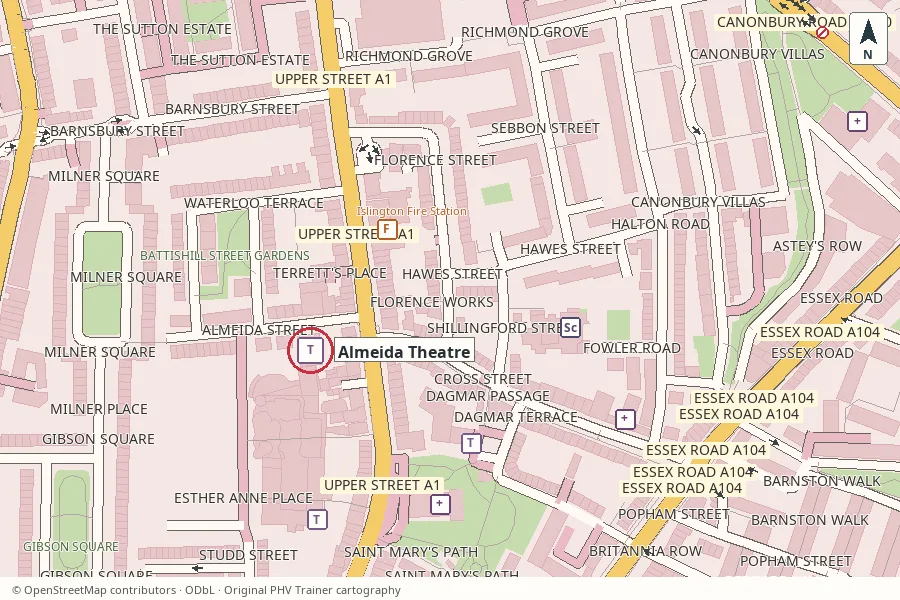 CANONBURY ROAD
THE SUTTON ESTATE
RICHMOND GROVE
RICHMOND GROVE
CANONBURY VILLAS
N
THE SUTTON ESTATE
UPPER STREET A1
BARNSBURY STREET
+
SEBBON STREET
BARNSBURY STREET
FLORENCE STREET
MILNER SQUARE
WATERLOO TERRACE
CANONBURY VILLAS
Islington Fire Station
HALTON ROAD
F
UPPER STREET A1
ASTEY'S ROW
HAWES STREET
BATTISHILL STREET GARDENS
TERRETT'S PLACE
HAWES STREET
MILNER SQUARE
ESSEX ROAD
FLORENCE WORKS
ALMEIDA STREET
SHILLINGFORD STREET
Sc
ESSEX ROAD A104
FOWLER ROAD
T
Almeida Theatre
MILNER SQUARE
ESSEX ROAD
CROSS STREET
DAGMAR PASSAGE
ESSEX ROAD A104
MILNER PLACE
ESSEX ROAD A104
DAGMAR TERRACE
+
GIBSON SQUARE
T
ESSEX ROAD A104
ESSEX ROAD A104
BARNSTON WALK
UPPER STREET A1
ESSEX ROAD A104
ESTHER ANNE PLACE
+
POPHAM STREET
T
BARNSTON WALK
GIBSON SQUARE
STUDD STREET
SAINT MARY'S PATH
BRITANNIA ROW
POPHAM STREET
GIBSON SQUARE
SAINT MARY'S PATH
© OpenStreetMap contributors · ODbL · Original PHV Trainer cartography